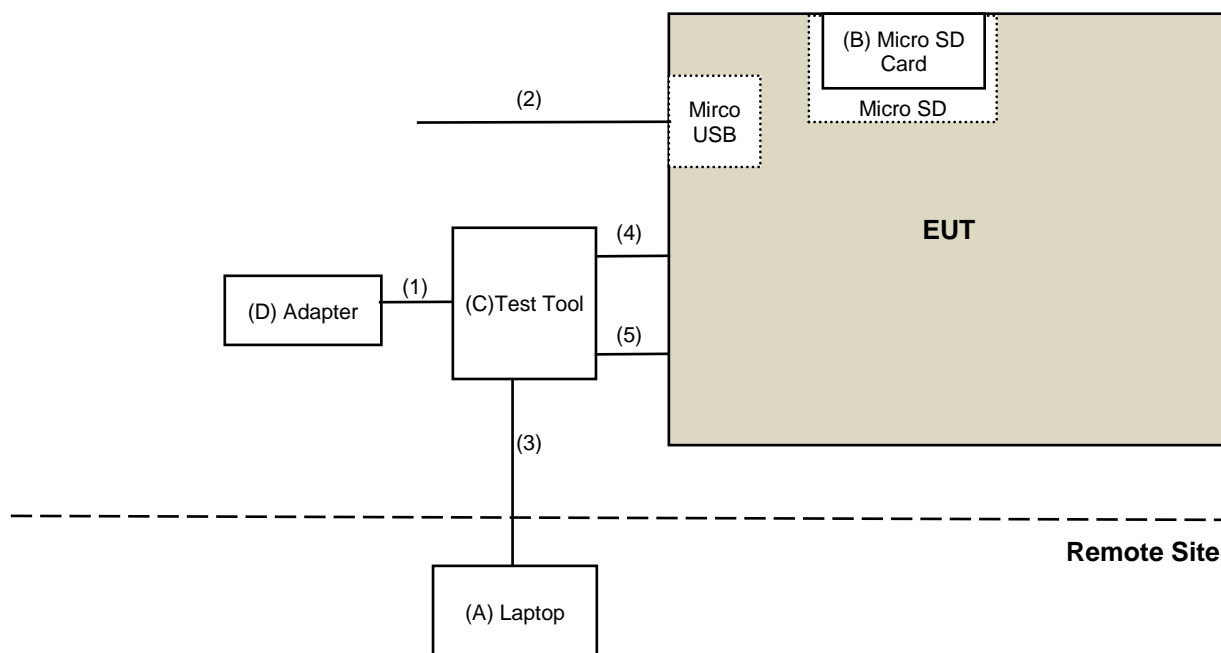 (B) Micro SD
Card
Micro SD
(2)
Mirco
USB
EUT
(4)
(1)
(D) Adapter
(C)Test Tool
(5)
(3)
Remote Site
(A) Laptop